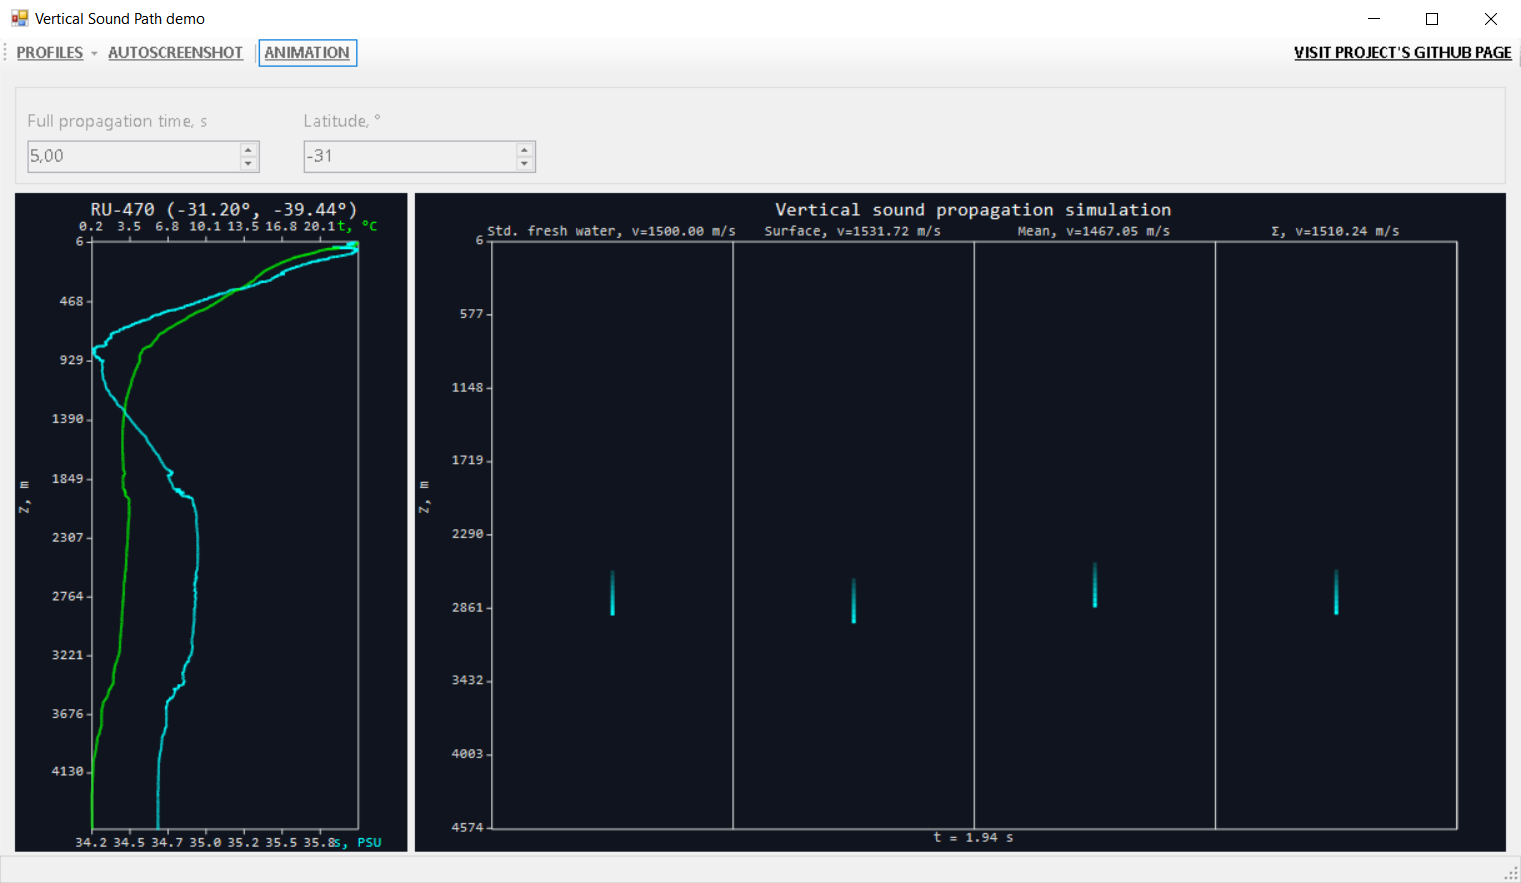 Vertical Sound Path demo
PROFILES AUTOSCREENSHOT ANIMATION VISIT PROJECT'S GITHUB PAGE
Full propagation time, s Latitude, °
5,00 -31
RU-470 (-31.20°, -39.44°)
0.2 3.5 6.8 10.1 13.5 16.8 20.1 t, °C
6
468
929
1390
1849
2307
2764
3221
3676
4130
Z, m
34.2 34.5 34.7 35.0 35.2 35.5 35.8 s, PSU
Vertical sound propagation simulation
Std. fresh water, v=1500.00 m/s Surface, v=1531.72 m/s Mean, v=1467.05 m/s Σ, v=1510.24 m/s
6
577
1148
1719
2290
2861
3432
4003
4574
Z, m
t = 1.94 s